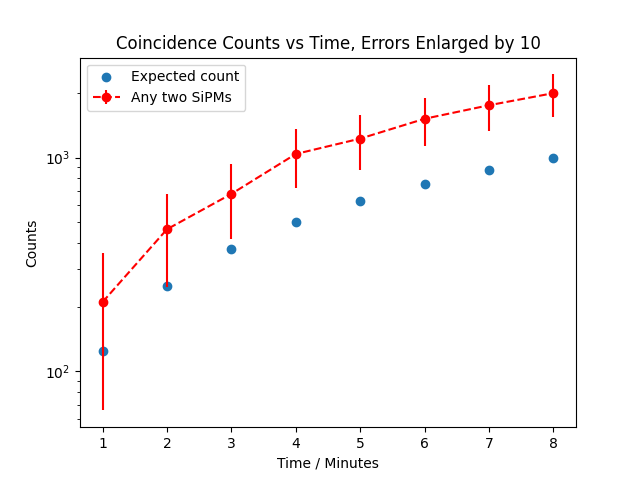 Coincidence Counts vs Time, Errors Enlarged by 10
Expected count
Any two SiPMs
10³
10²
Counts
1 2 3 4 5 6 7 8
Time / Minutes